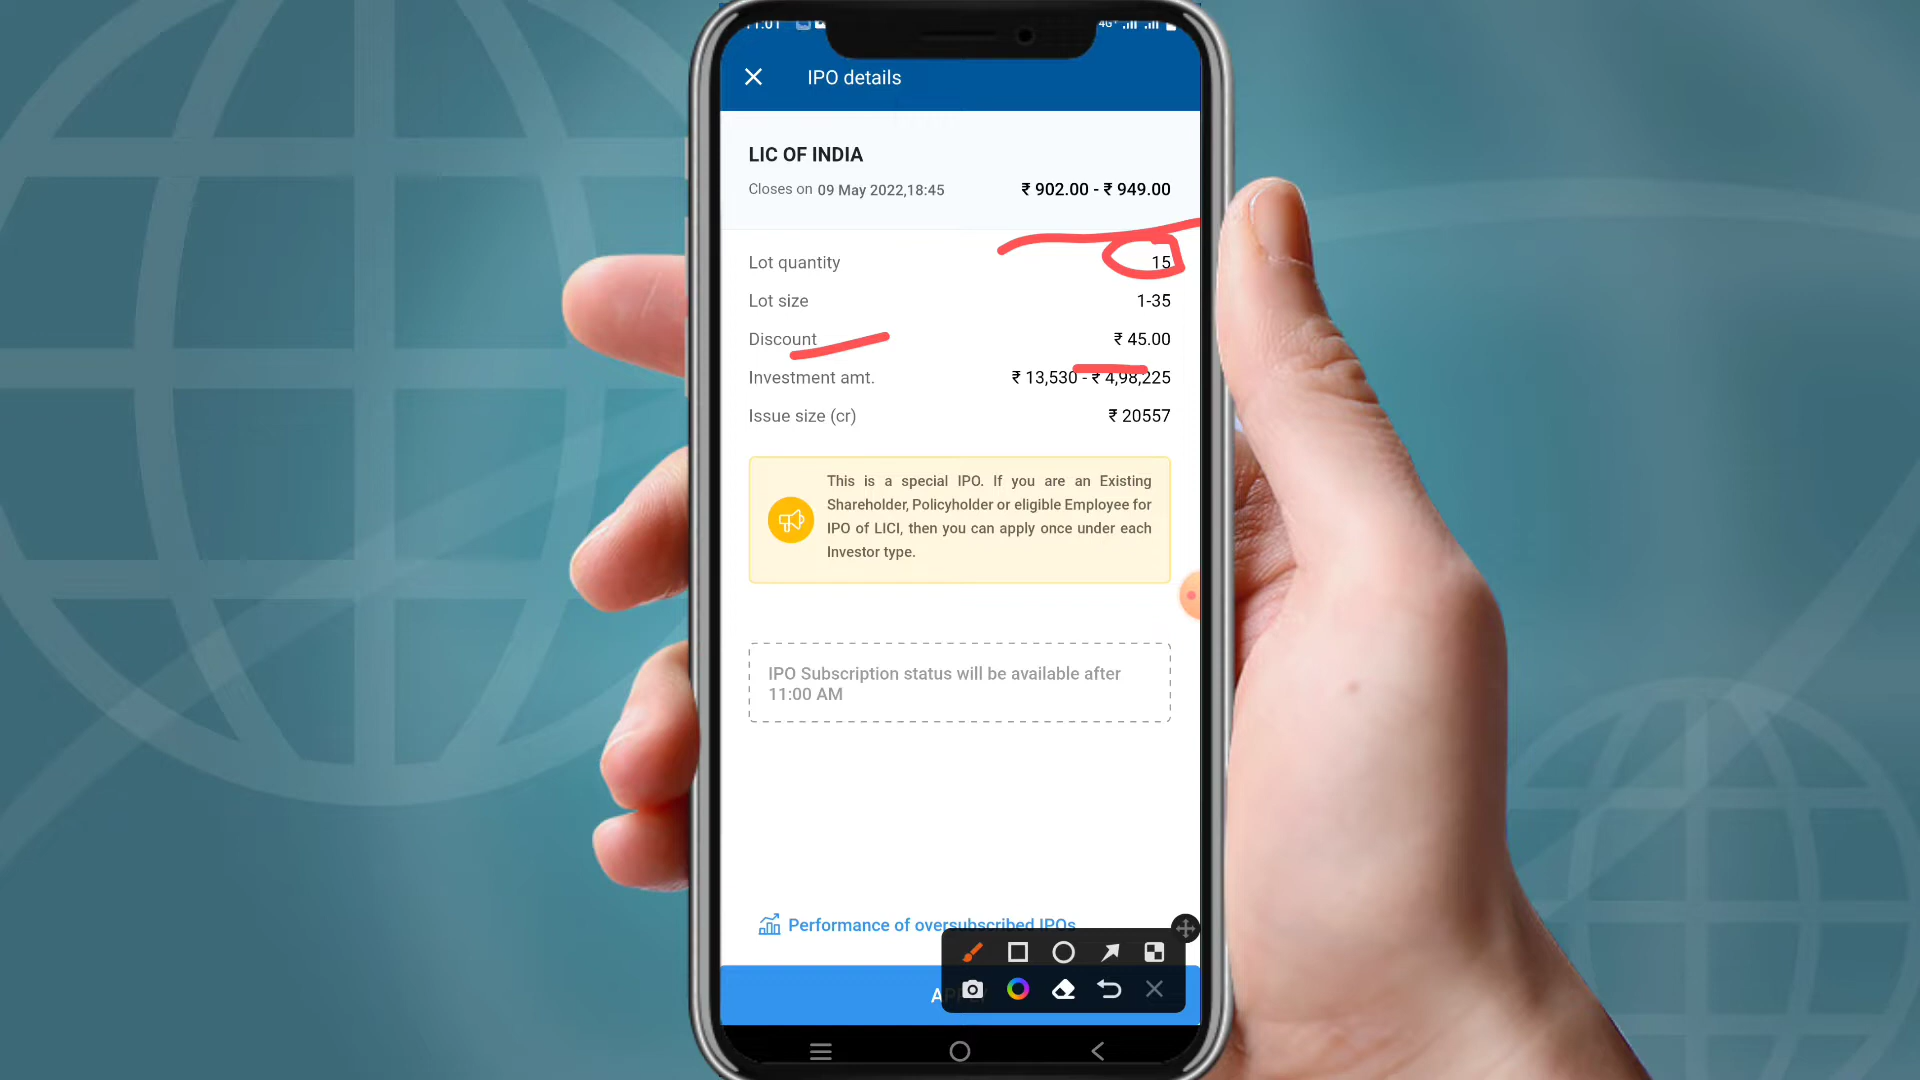 11:01
4G+
IPO details
LIC OF INDIA
Closes on 09 May 2022,18:45
₹ 902.00 - ₹ 949.00
Lot quantity 15
Lot size 1-35
Discount ₹ 45.00
Investment amt. ₹ 13,530 - ₹ 4,98,225
Issue size (cr) ₹ 20557
This is a special IPO. If you are an Existing
Shareholder, Policyholder or eligible Employee for
IPO of LICI, then you can apply once under each
Investor type.
IPO Subscription status will be available after
11:00 AM
Performance of oversubscribed IPOs